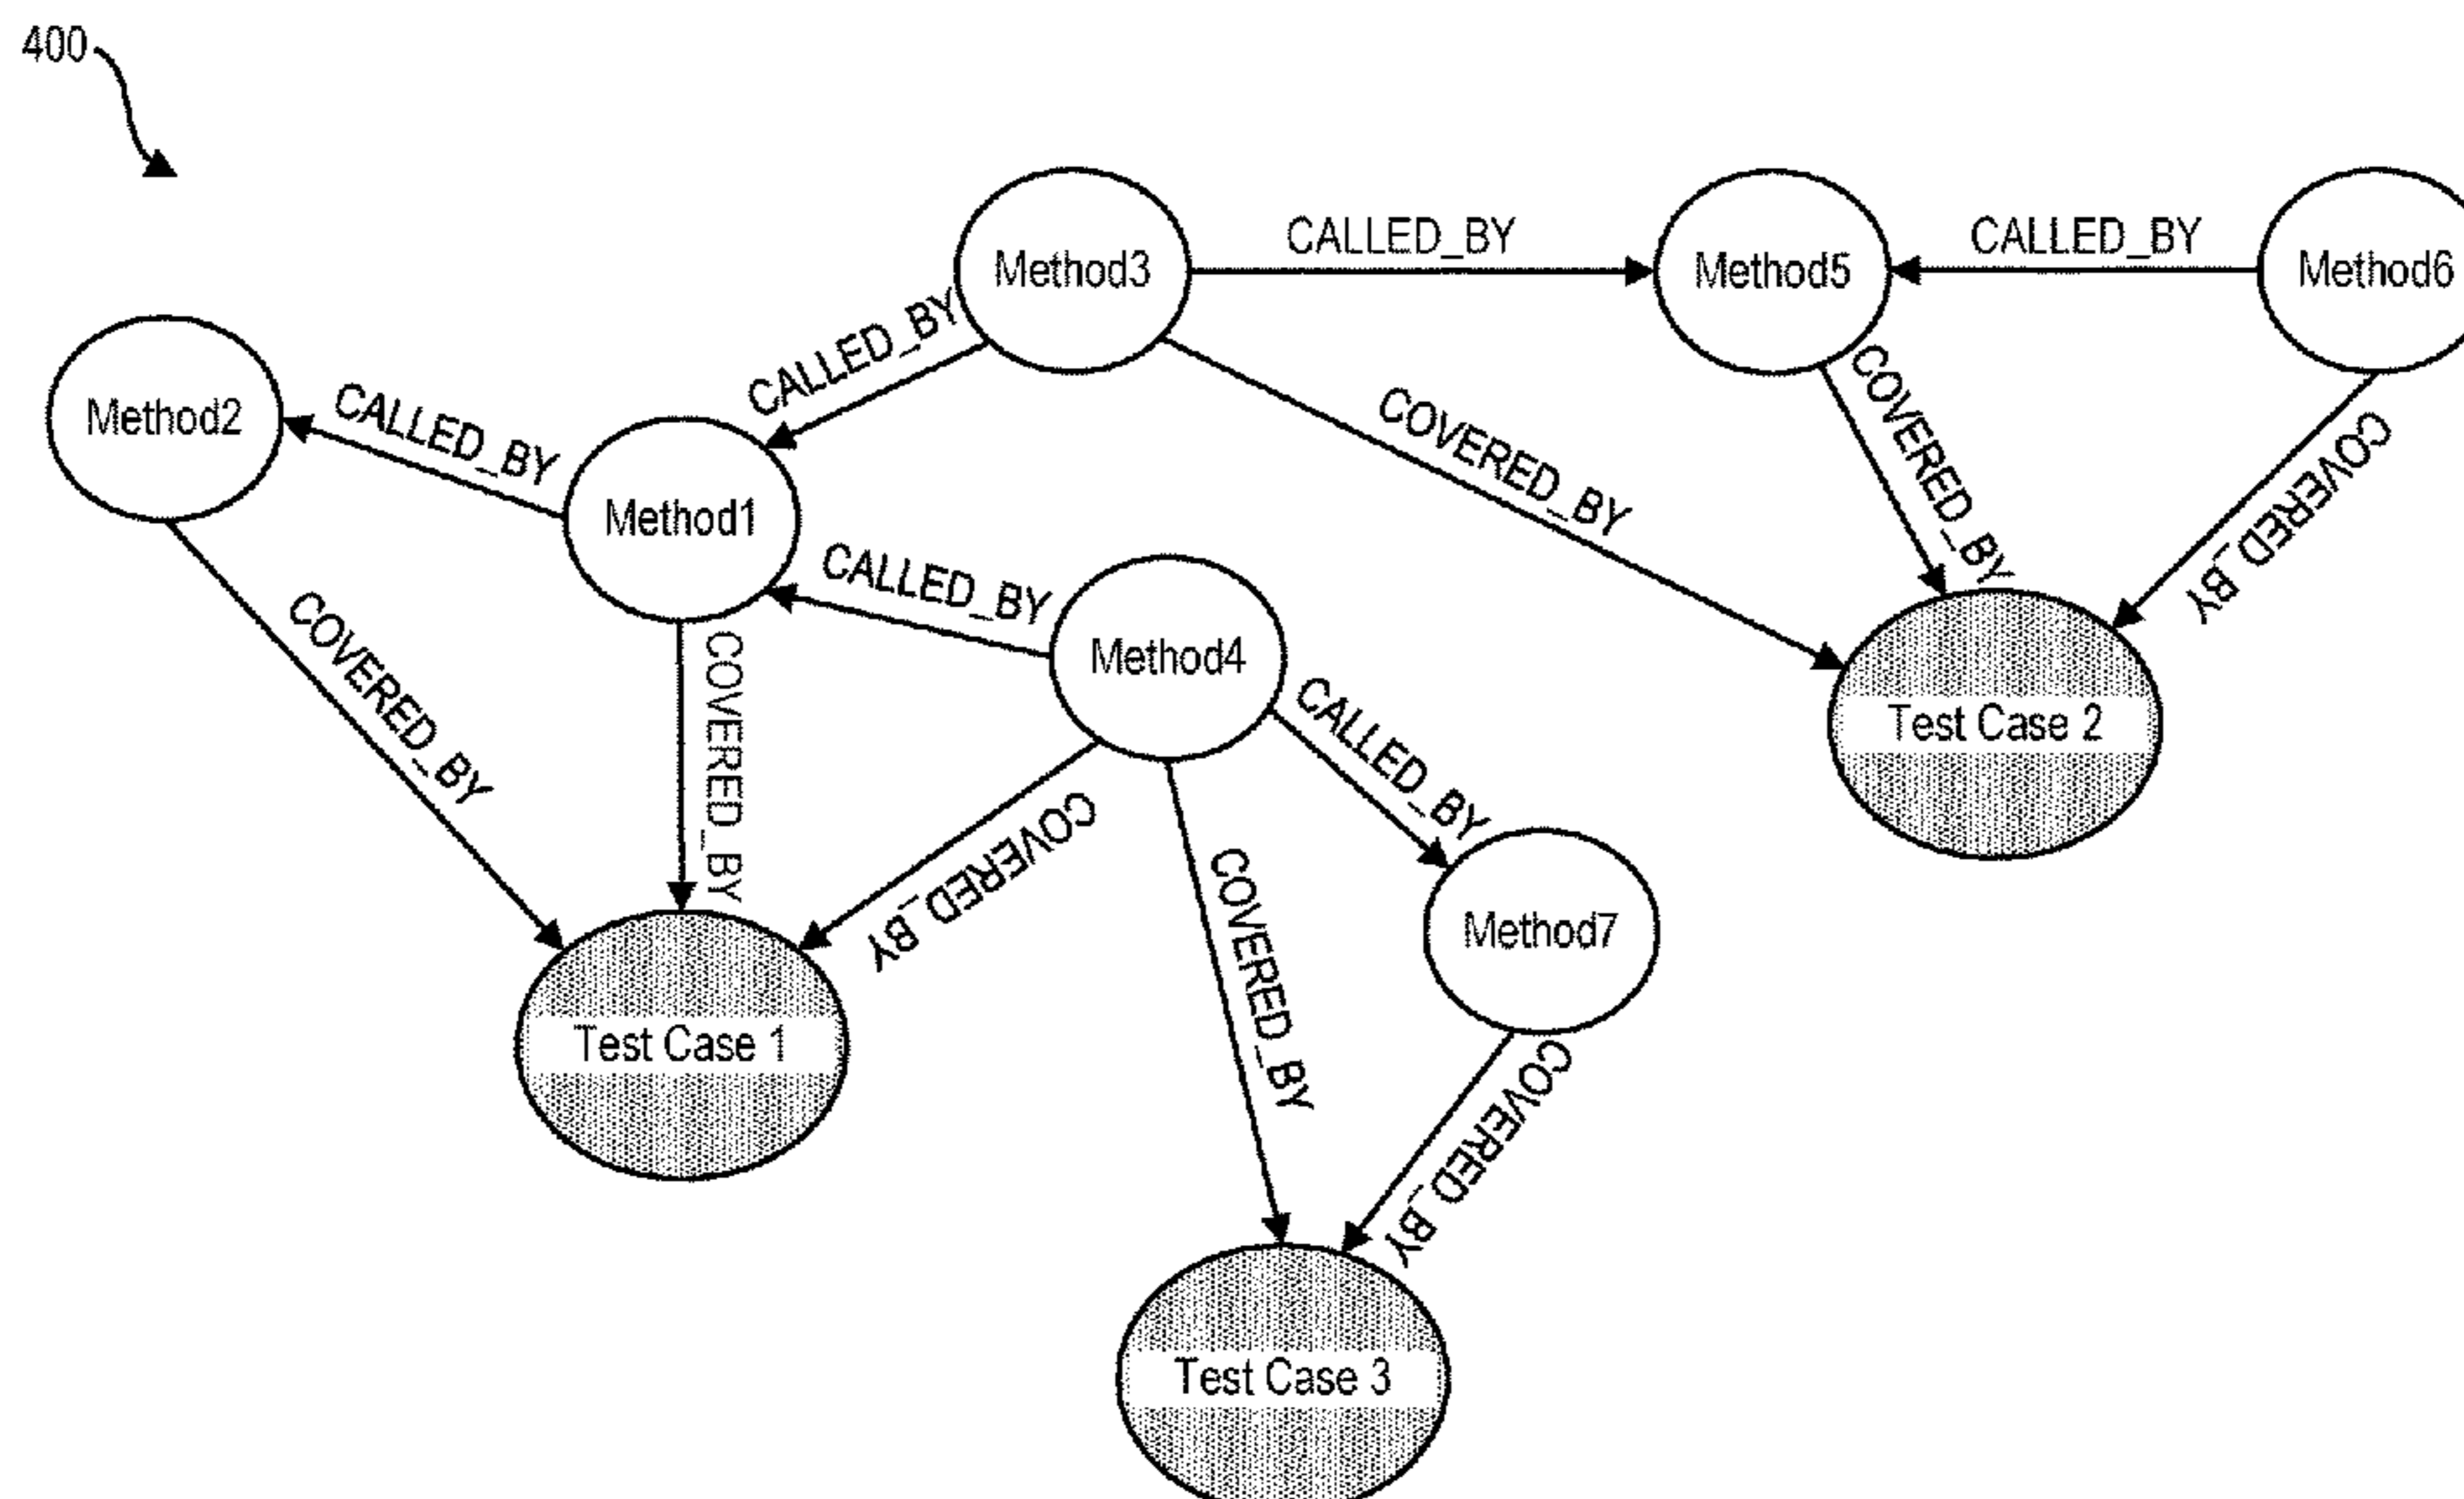 400
CALLED_BY
CALLED_BY
Method3
Method5
Method6
CALLED_BY
Method2
CALLED_BY
COVERED_BY
COVERED_BY
COVERED_BY
Method1
CALLED_BY
Method4
COVERED_BY
COVERED_BY
CALLED_BY
Test Case 2
COVERED_BY
COVERED_BY
Method7
Test Case 1
COVERED_BY
Test Case 3